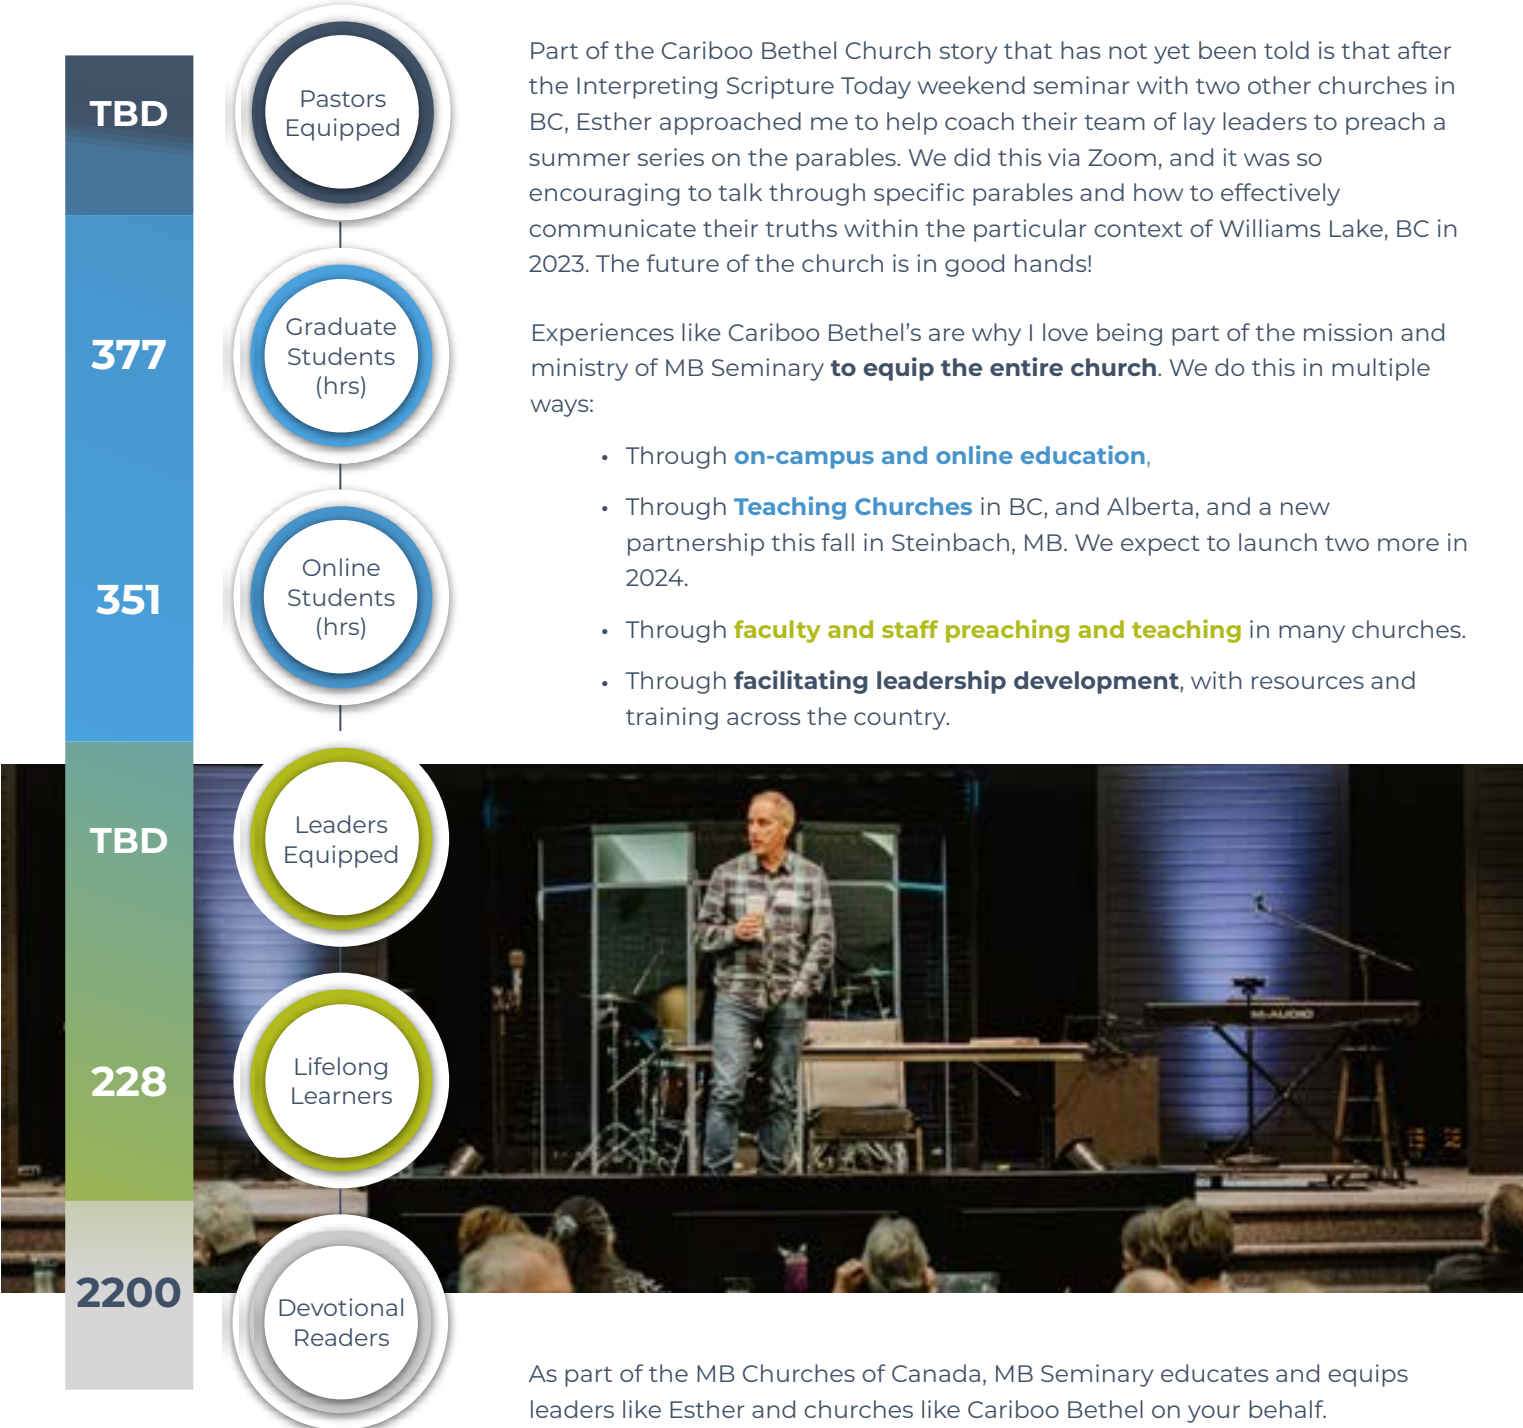 TBD
Pastors
Equipped
377
Graduate
Students
(hrs)
351
Online
Students
(hrs)
TBD
Leaders
Equipped
228
Lifelong
Learners
2200
Devotional
Readers
Part of the Cariboo Bethel Church story that has not yet been told is that after
the Interpreting Scripture Today weekend seminar with two other churches in
BC, Esther approached me to help coach their team of lay leaders to preach a
summer series on the parables. We did this via Zoom, and it was so
encouraging to talk through specific parables and how to effectively
communicate their truths within the particular context of Williams Lake, BC in
2023. The future of the church is in good hands!
Experiences like Cariboo Bethel's are why I love being part of the mission and
ministry of MB Seminary to equip the entire church. We do this in multiple
ways:
• Through on-campus and online education,
• Through Teaching Churches in BC, and Alberta, and a new
partnership this fall in Steinbach, MB. We expect to launch two more in
2024.
• Through faculty and staff preaching and teaching in many churches.
• Through facilitating leadership development, with resources and
training across the country.
M-AUDIO
As part of the MB Churches of Canada, MB Seminary educates and equips
leaders like Esther and churches like Cariboo Bethel on your behalf.